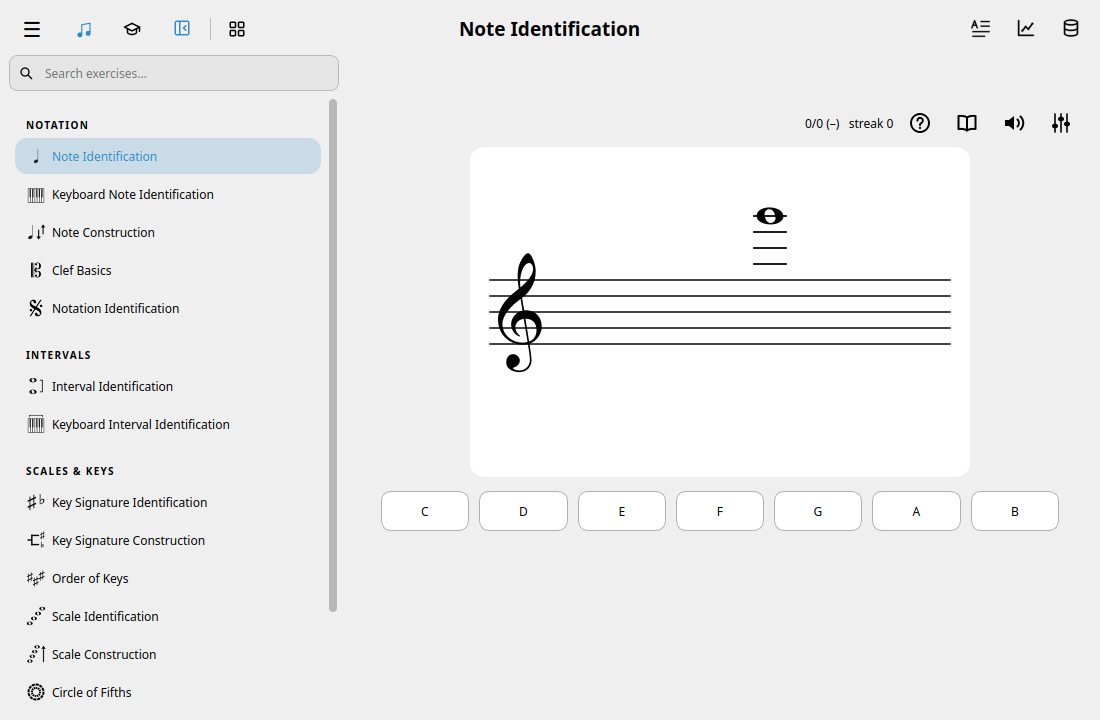 Note Identification
Search exercises...
0/0 (–) streak 0
NOTATION
Note Identification
Keyboard Note Identification
Note Construction
Clef Basics
Notation Identification
INTERVALS
Interval Identification
Keyboard Interval Identification
SCALES & KEYS
Key Signature Identification
Key Signature Construction
Order of Keys
Scale Identification
Scale Construction
Circle of Fifths
C D E F G A B